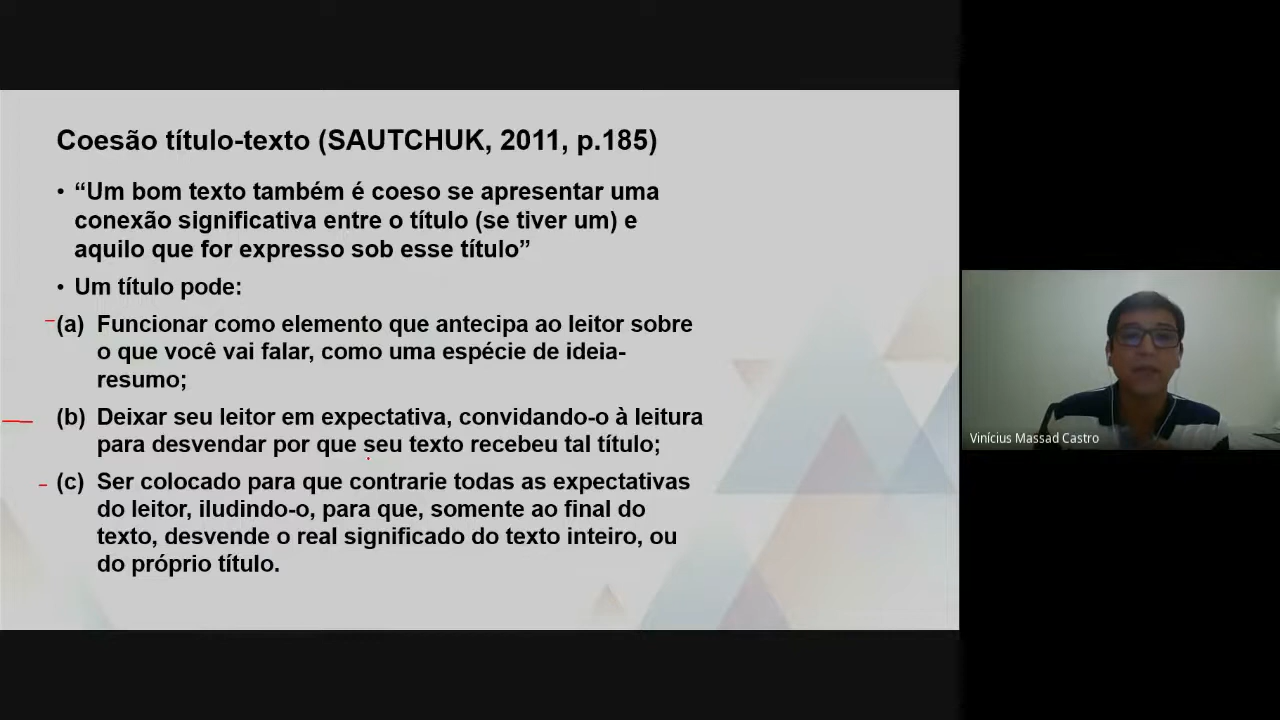 Coesão título-texto (SAUTCHUK, 2011, p.185)
• “Um bom texto também é coeso se apresentar uma
conexão significativa entre o título (se tiver um) e
aquilo que for expresso sob esse título”
• Um título pode:
(a) Funcionar como elemento que antecipa ao leitor sobre
o que você vai falar, como uma espécie de ideia-
resumo;
(b) Deixar seu leitor em expectativa, convidando-o à leitura
para desvendar por que seu texto recebeu tal título;
(c) Ser colocado para que contrarie todas as expectativas
do leitor, iludindo-o, para que, somente ao final do
texto, desvende o real significado do texto inteiro, ou
do próprio título.
Vinícius Massad Castro